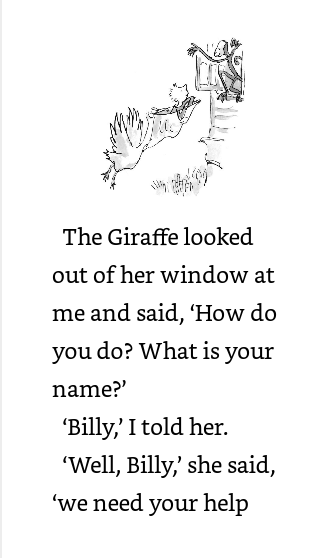 The Giraffe looked
out of her window at
me and said, ‘How do
you do? What is your
name?’
‘Billy,’ I told her.
‘Well, Billy,’ she said,
‘we need your help